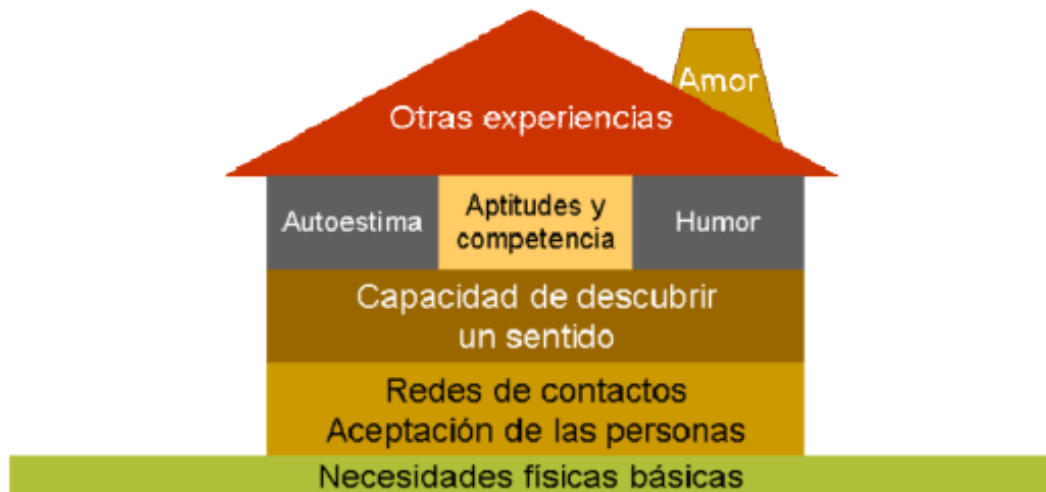 Amor
Otras experiencias
Autoestima
Aptitudes y
competencia
Humor
Capacidad de descubrir
un sentido
Redes de contactos
Aceptación de las personas
Necesidades físicas básicas